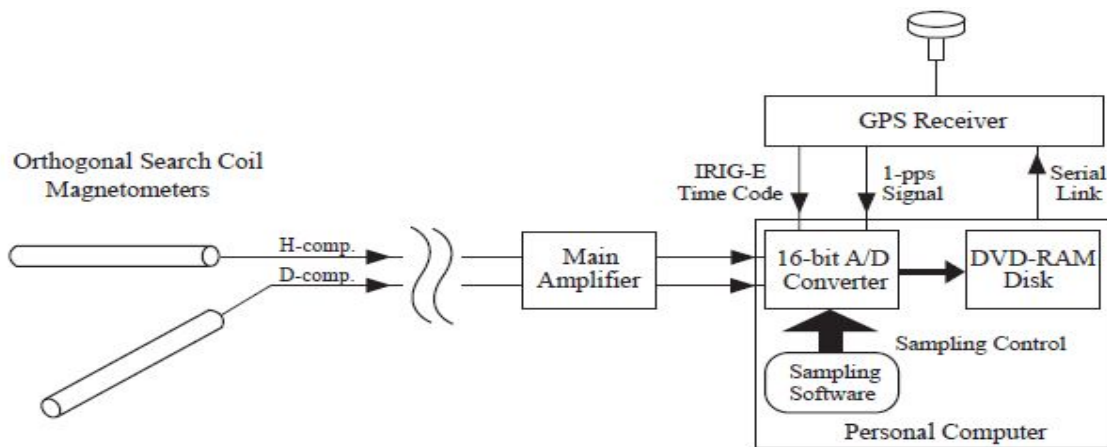 GPS Receiver
Orthogonal Search Coil
Magnetometers
IRIG-E
Time Code
1-pps
Signal
Serial
Link
H-comp.
D-comp.
Main
Amplifier
16-bit A/D
Converter
DVD-RAM
Disk
Sampling Control
Sampling
Software
Personal Computer